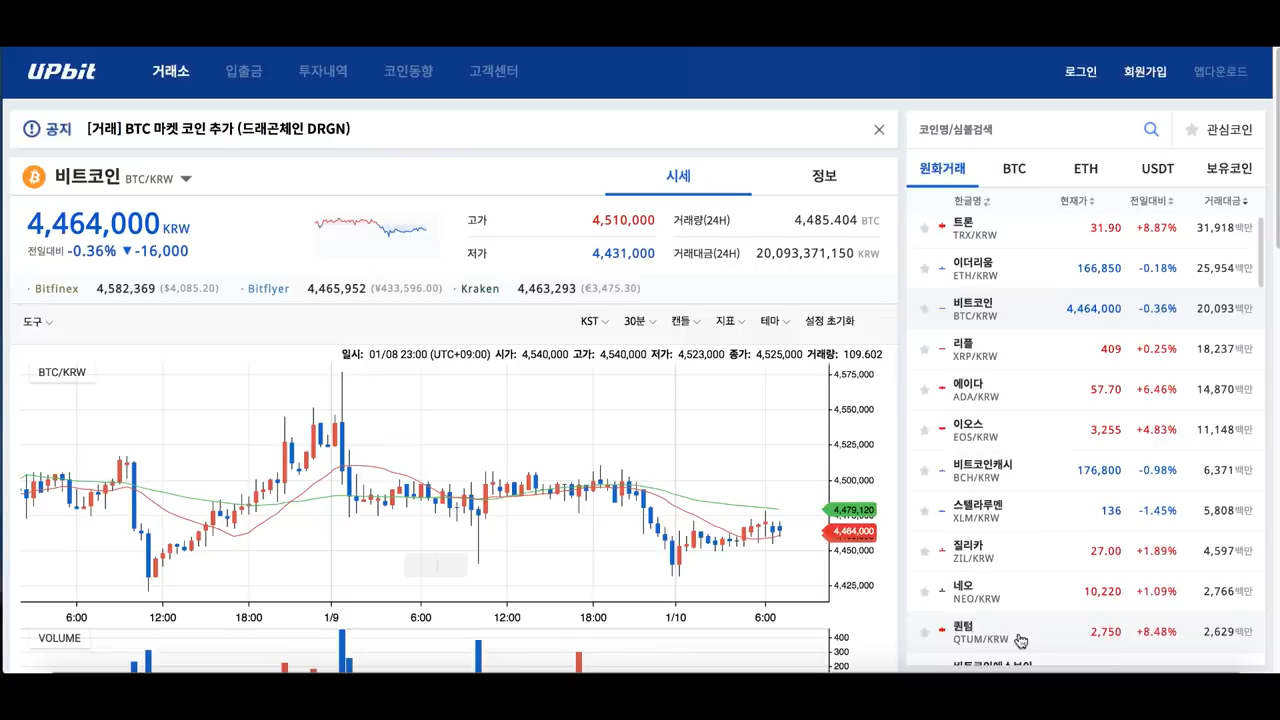 UPbit 거래소 입출금 투자내역 코인동향 고객센터 로그인 회원가입 앱다운로드
공지 [거래] BTC 마켓 코인 추가 (드래곤체인 DRGN)
비트코인 BTC/KRW 시세 정보
4,464,000 KRW
전일대비 -0.36% ▼ -16,000
고가 4,510,000 거래량(24H) 4,485.404 BTC
저가 4,431,000 거래대금(24H) 20,093,371,150 KRW
· Bitfinex 4,582,369 ($4,085.20) · Bitflyer 4,465,952 (¥433,596.00) · Kraken 4,463,293 (€3,475.30)
도구 KST 30분 캔들 지표 테마 설정 초기화
일시: 01/08 23:00 (UTC+09:00) 시가: 4,540,000 고가: 4,540,000 저가: 4,523,000 종가: 4,525,000 거래량: 109.602
BTC/KRW
4,575,000
4,550,000
4,525,000
4,500,000
4,479,120
4,464,000
4,450,000
4,425,000
6:00 12:00 18:00 1/9 6:00 12:00 18:00 1/10 6:00
VOLUME
400
300
200
코인명/심볼검색 관심코인
원화거래 BTC ETH USDT 보유코인
한글명 현재가 전일대비 거래대금
트론 31.90 +8.87% 31,918백만
TRX/KRW
이더리움 166,850 -0.18% 25,954백만
ETH/KRW
비트코인 4,464,000 -0.36% 20,093백만
BTC/KRW
리플 409 +0.25% 18,237백만
XRP/KRW
에이다 57.70 +6.46% 14,870백만
ADA/KRW
이오스 3,255 +4.83% 11,148백만
EOS/KRW
비트코인캐시 176,800 -0.98% 6,371백만
BCH/KRW
스텔라루멘 136 -1.45% 5,808백만
XLM/KRW
질리카 27.00 +1.89% 4,597백만
ZIL/KRW
네오 10,220 +1.09% 2,766백만
NEO/KRW
퀀텀 2,750 +8.48% 2,629백만
QTUM/KRW